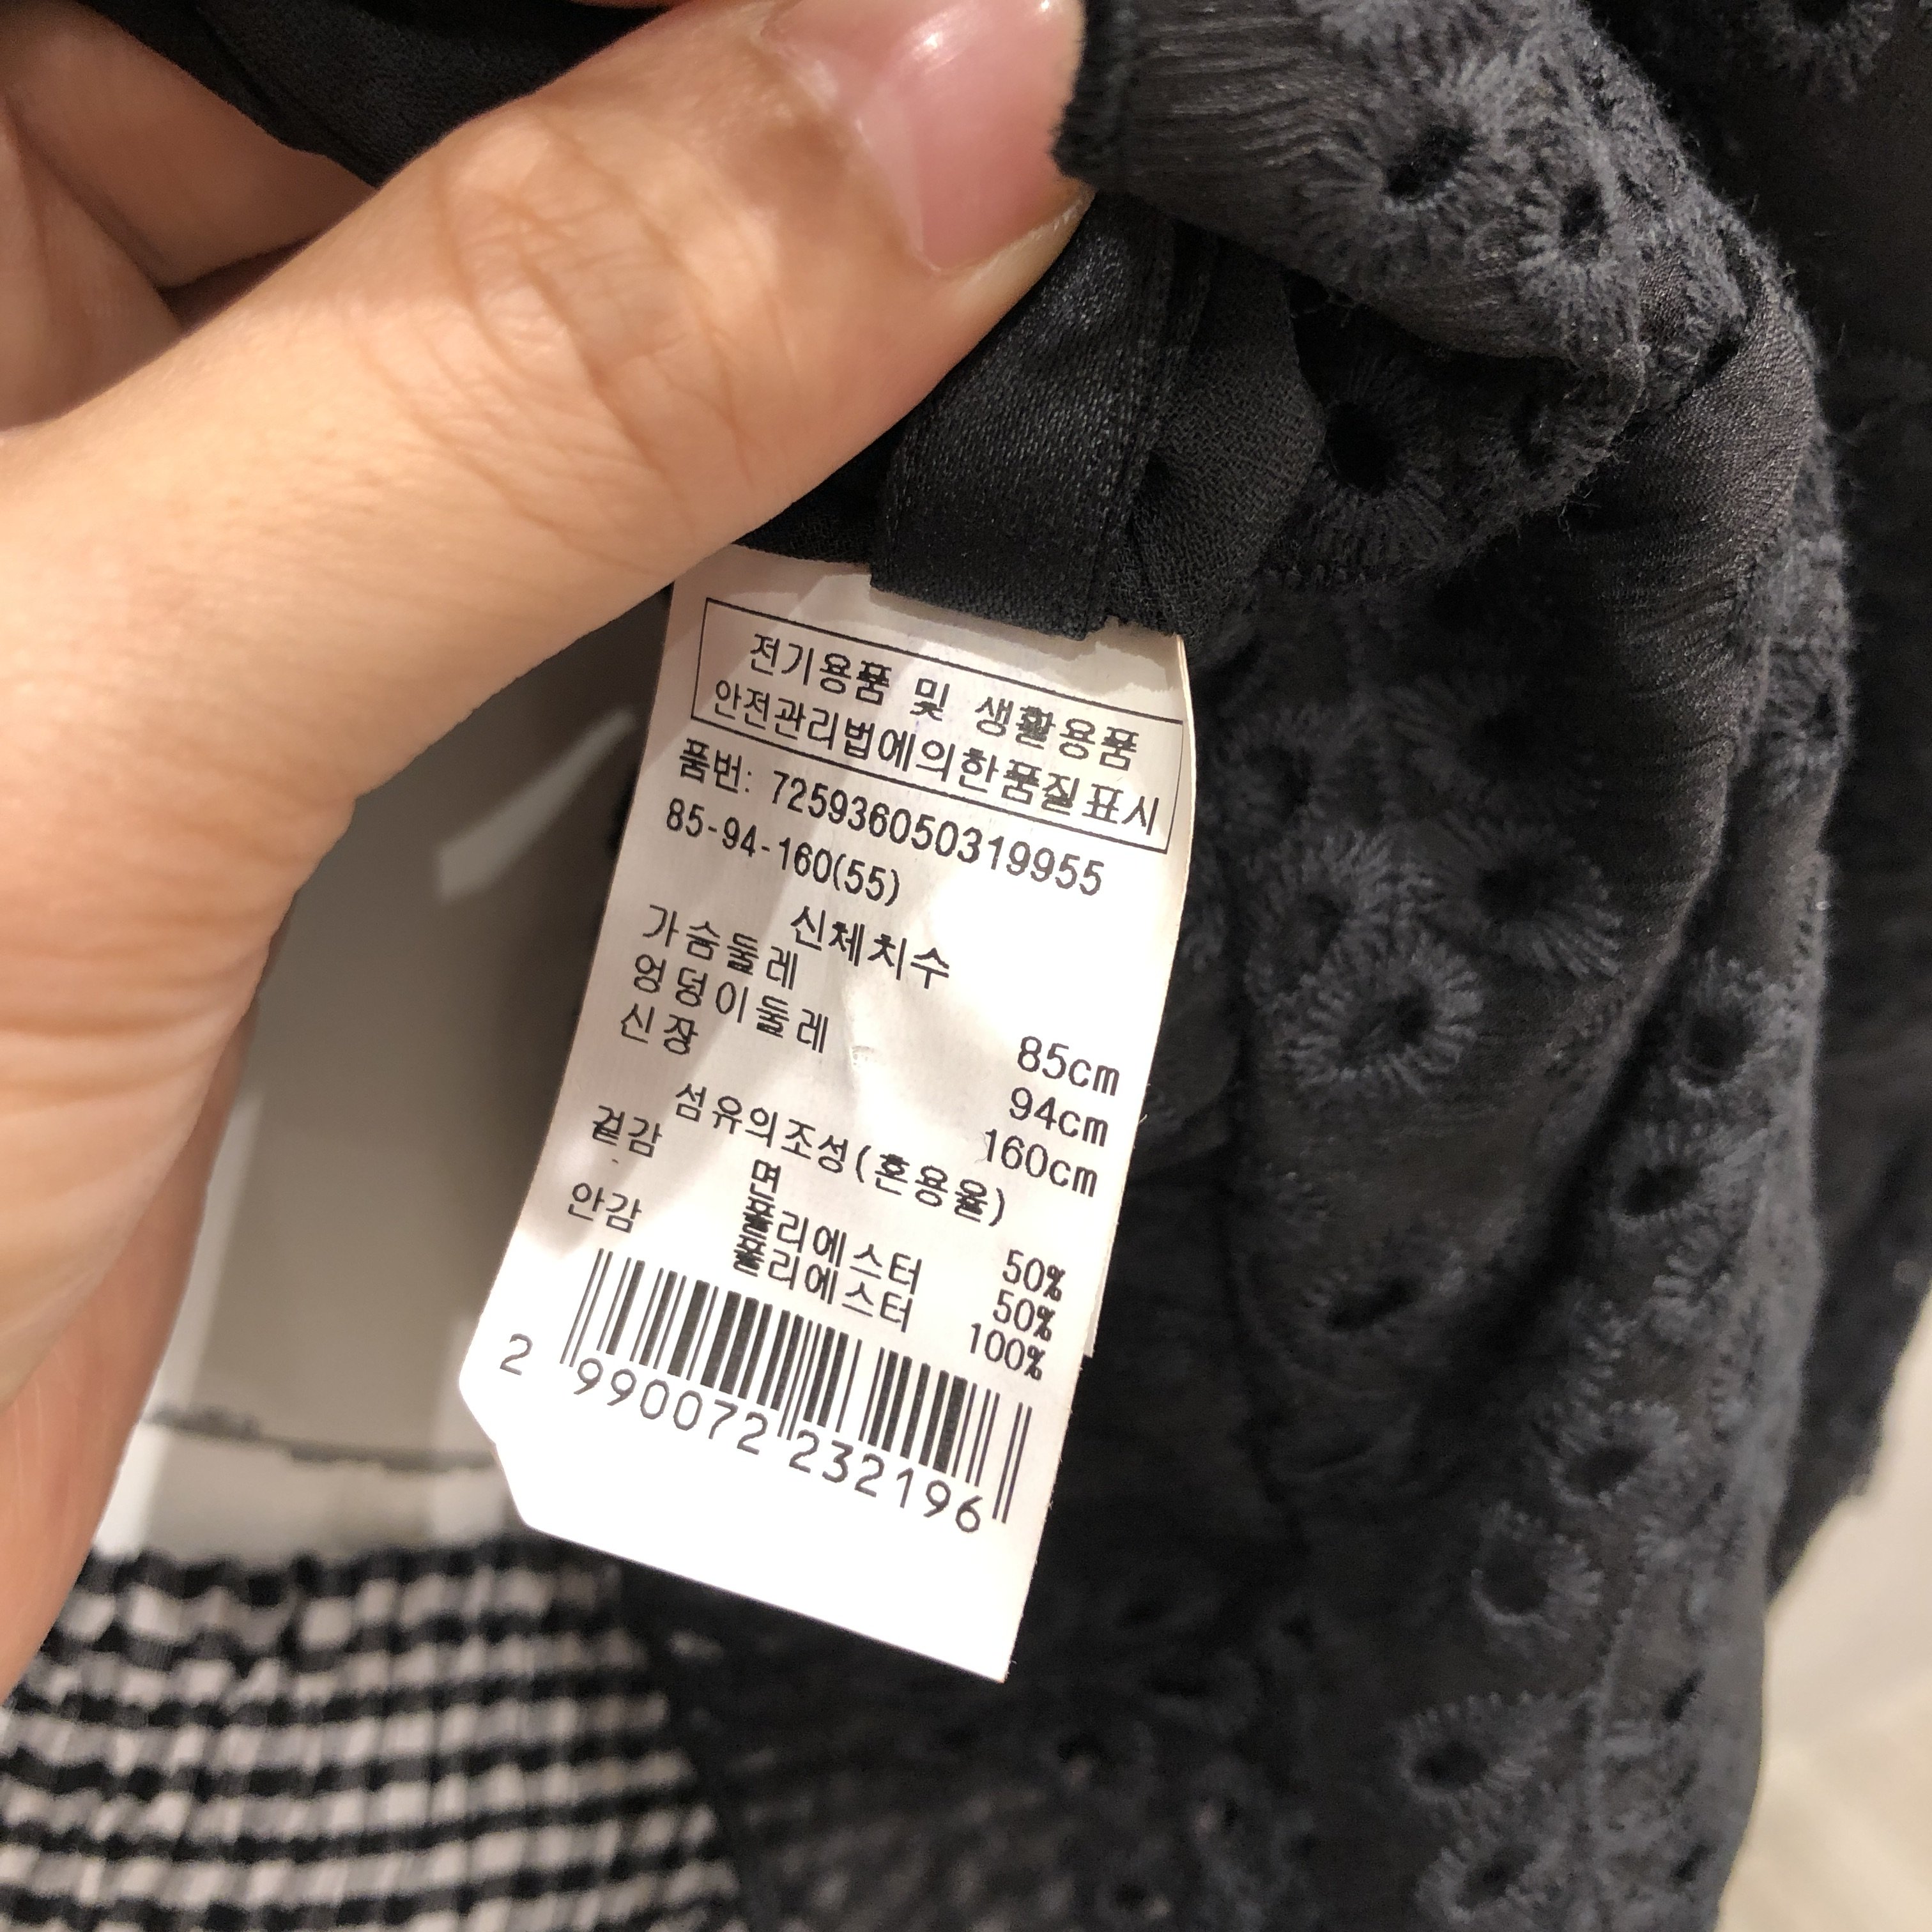 전기용품 및 생활용품
안전관리법에의한품질표시
품번: 725936050319955
85-94-160(55)
신체치수
가슴둘레 85cm
엉덩이둘레 94cm
신장 160cm
섬유의조성(혼용율)
겉감 면 50%
폴리에스터 50%
안감 폴리에스터 100%
2 990072 232196